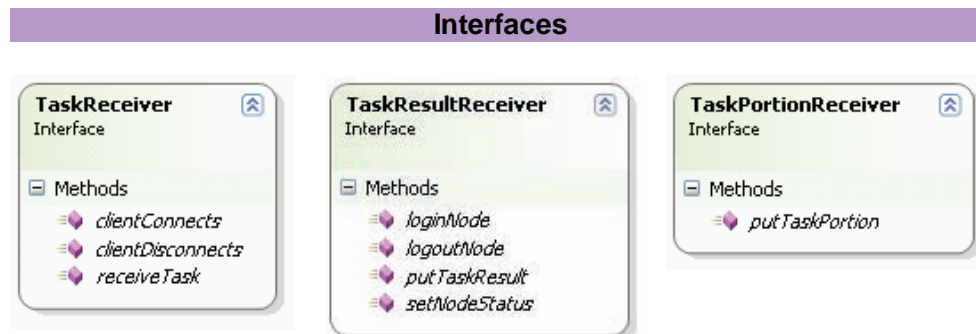 Interfaces
TaskReceiver
Interface
Methods
clientConnects
clientDisconnects
receiveTask
TaskResultReceiver
Interface
Methods
loginNode
logoutNode
putTaskResult
setNodeStatus
TaskPortionReceiver
Interface
Methods
putTaskPortion